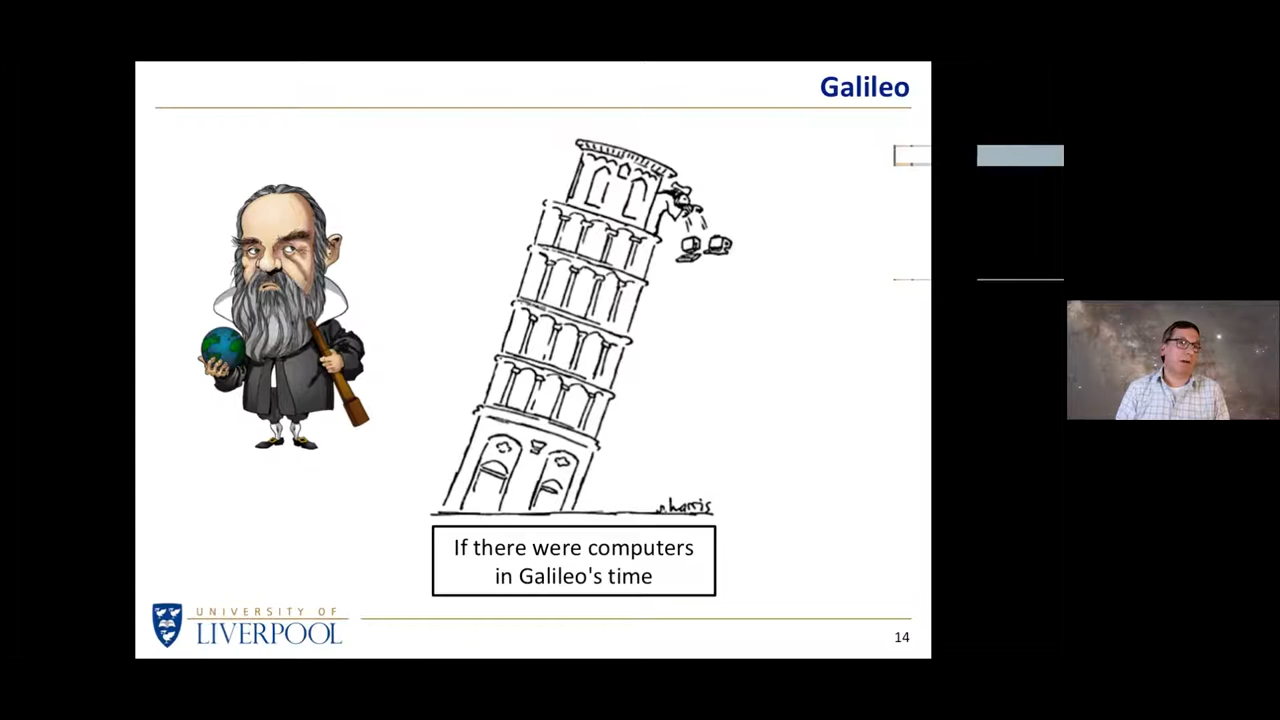 Galileo
s.harris
If there were computers
in Galileo's time
UNIVERSITY OF
LIVERPOOL
14